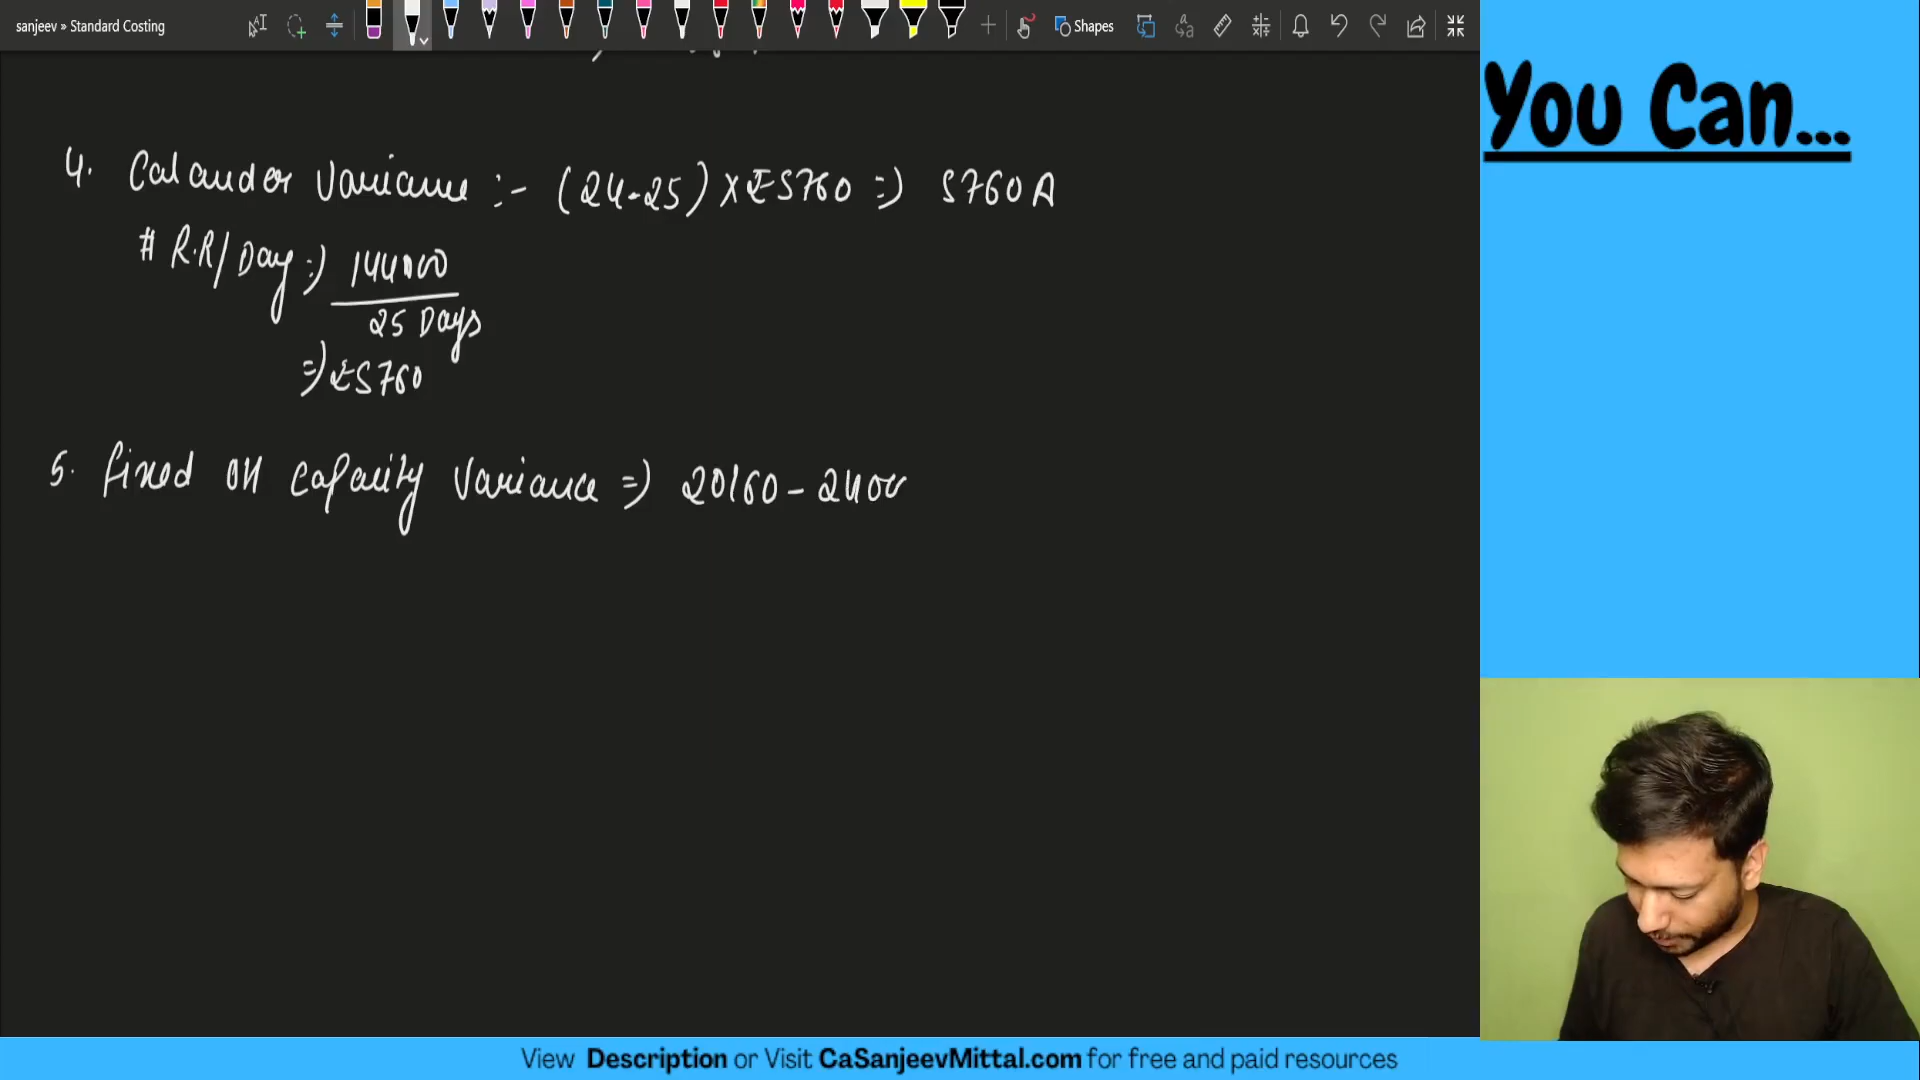 sanjeev » Standard Costing
Shapes
You Can...
4. Calander Variance :- (24-25) x ₹5760 => 5760 A
# R.R/Day => 144000
25 Days
=> ₹5760
5. fixed OH Capacity Variance => 20160 - 2400
View Description or Visit CaSanjeevMittal.com for free and paid resources